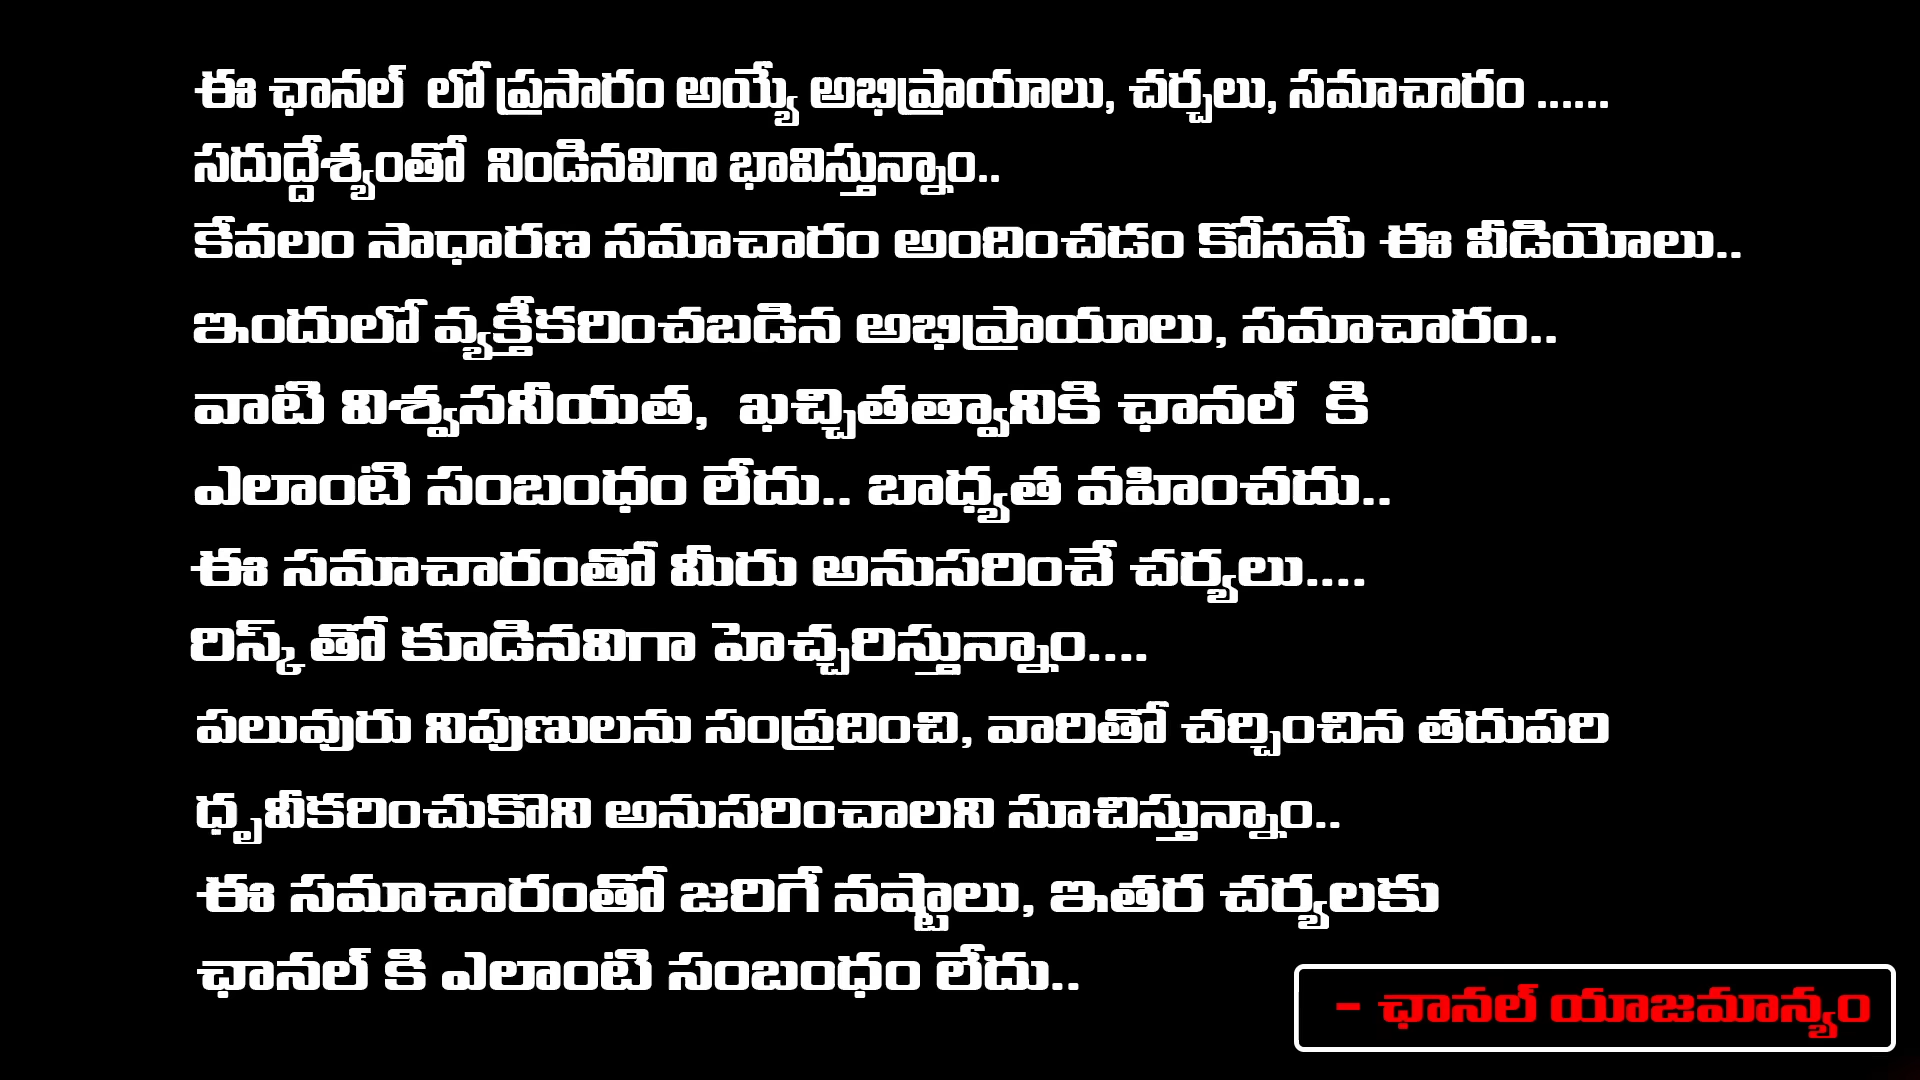 ఈ ఛానల్ లో ప్రసారం అయ్యే అభిప్రాయాలు, చర్చలు, సమాచారం ......
సదుద్దేశ్యంతో నిండినవిగా భావిస్తున్నాం..
కేవలం సాధారణ సమాచారం అందించడం కోసమే ఈ వీడియోలు..
ఇందులో వ్యక్తీకరించబడిన అభిప్రాయాలు, సమాచారం..
వాటి విశ్వసనీయత, ఖచ్చితత్వానికి ఛానల్ కి
ఎలాంటి సంబంధం లేదు.. బాధ్యత వహించదు..
ఈ సమాచారంతో మీరు అనుసరించే చర్యలు....
రిస్క్ తో కూడినవిగా హెచ్చరిస్తున్నాం....
పలువురు నిపుణులను సంప్రదించి, వారితో చర్చించిన తదుపరి
ధృవీకరించుకొని అనుసరించాలని సూచిస్తున్నాం..
ఈ సమాచారంతో జరిగే నష్టాలు, ఇతర చర్యలకు
ఛానల్ కి ఎలాంటి సంబంధం లేదు..
- ఛానల్ యాజమాన్యం